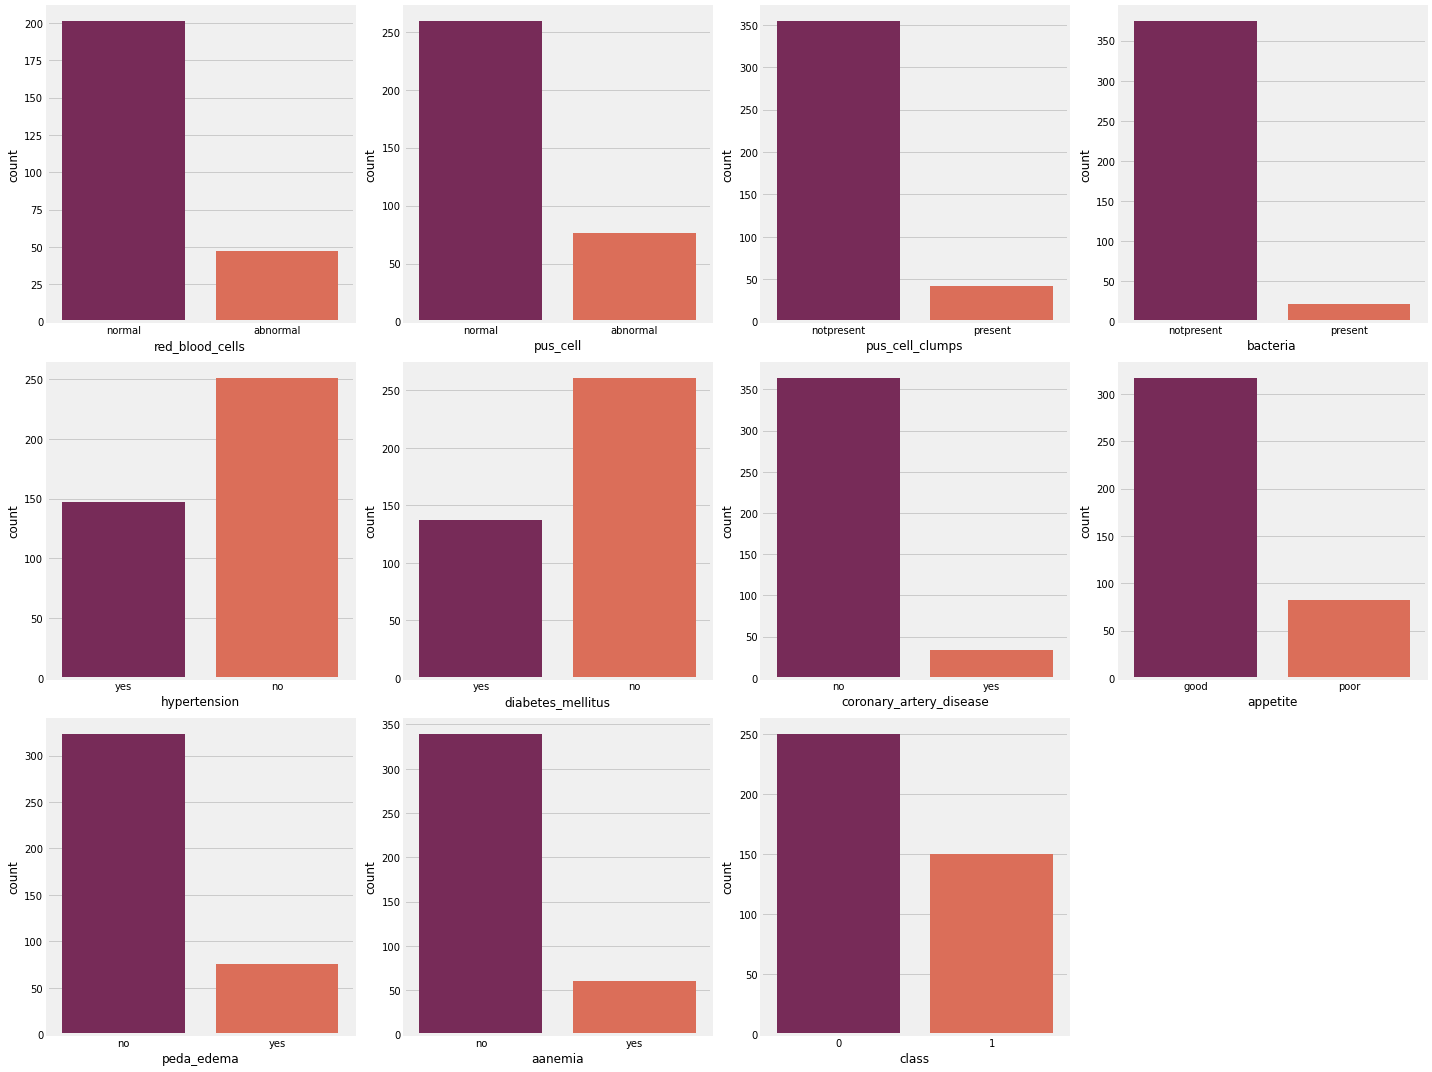 200
175
150
125
100
75
50
25
0
count
normal abnormal
red_blood_cells
250
200
150
100
50
0
count
normal abnormal
pus_cell
350
300
250
200
150
100
50
0
count
notpresent present
pus_cell_clumps
350
300
250
200
150
100
50
0
count
notpresent present
bacteria
250
200
150
100
50
0
count
yes no
hypertension
250
200
150
100
50
0
count
yes no
diabetes_mellitus
350
300
250
200
150
100
50
0
count
no yes
coronary_artery_disease
300
250
200
150
100
50
0
count
good poor
appetite
300
250
200
150
100
50
0
count
no yes
peda_edema
350
300
250
200
150
100
50
0
count
no yes
aanemia
250
200
150
100
50
0
count
0 1
class